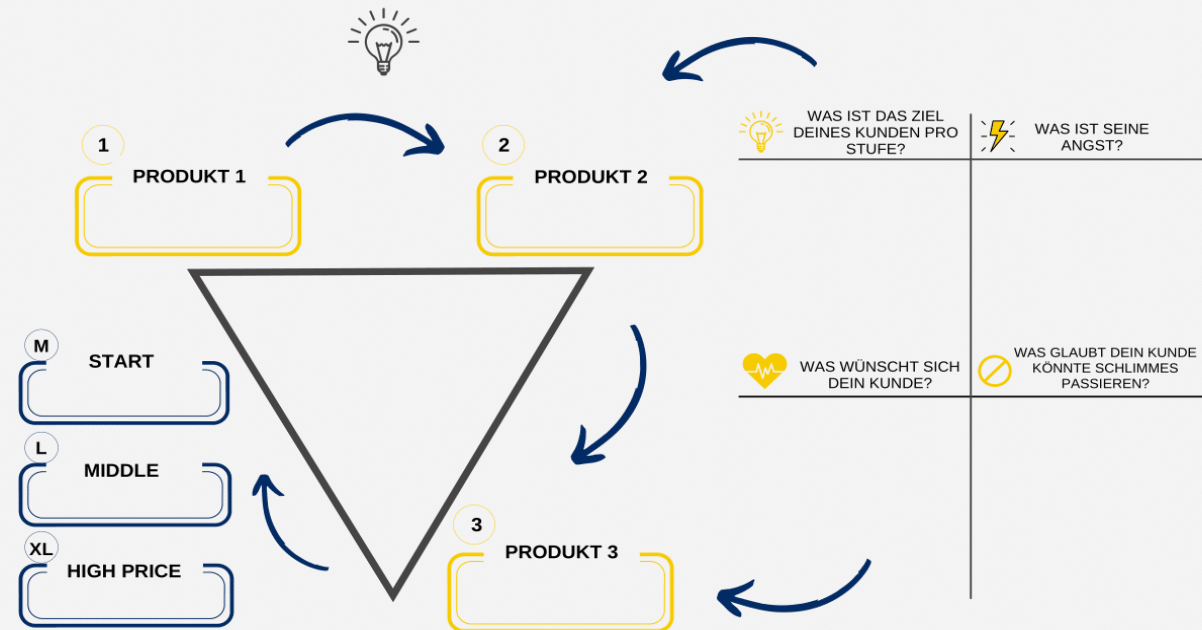 1
PRODUKT 1
2
PRODUKT 2
M
START
L
MIDDLE
XL
HIGH PRICE
3
PRODUKT 3
WAS IST DAS ZIEL
DEINES KUNDEN PRO
STUFE?
WAS IST SEINE
ANGST?
WAS WÜNSCHT SICH
DEIN KUNDE?
WAS GLAUBT DEIN KUNDE
KÖNNTE SCHLIMMES
PASSIEREN?